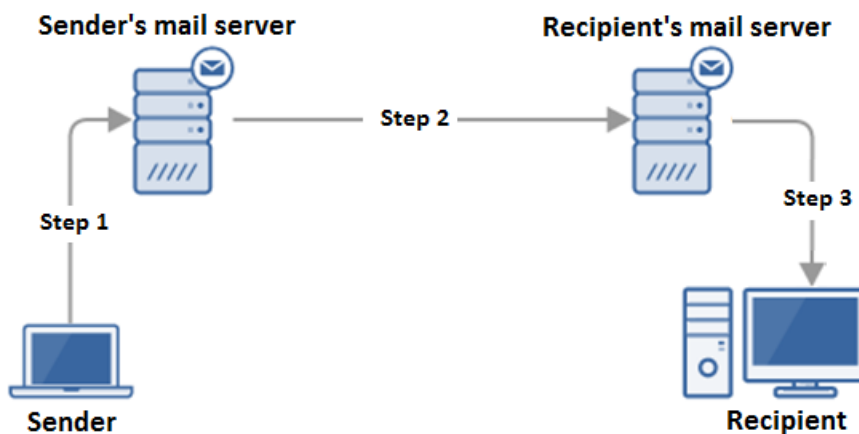 Sender's mail server
Recipient's mail server
Step 2
Step 1
Step 3
Sender
Recipient